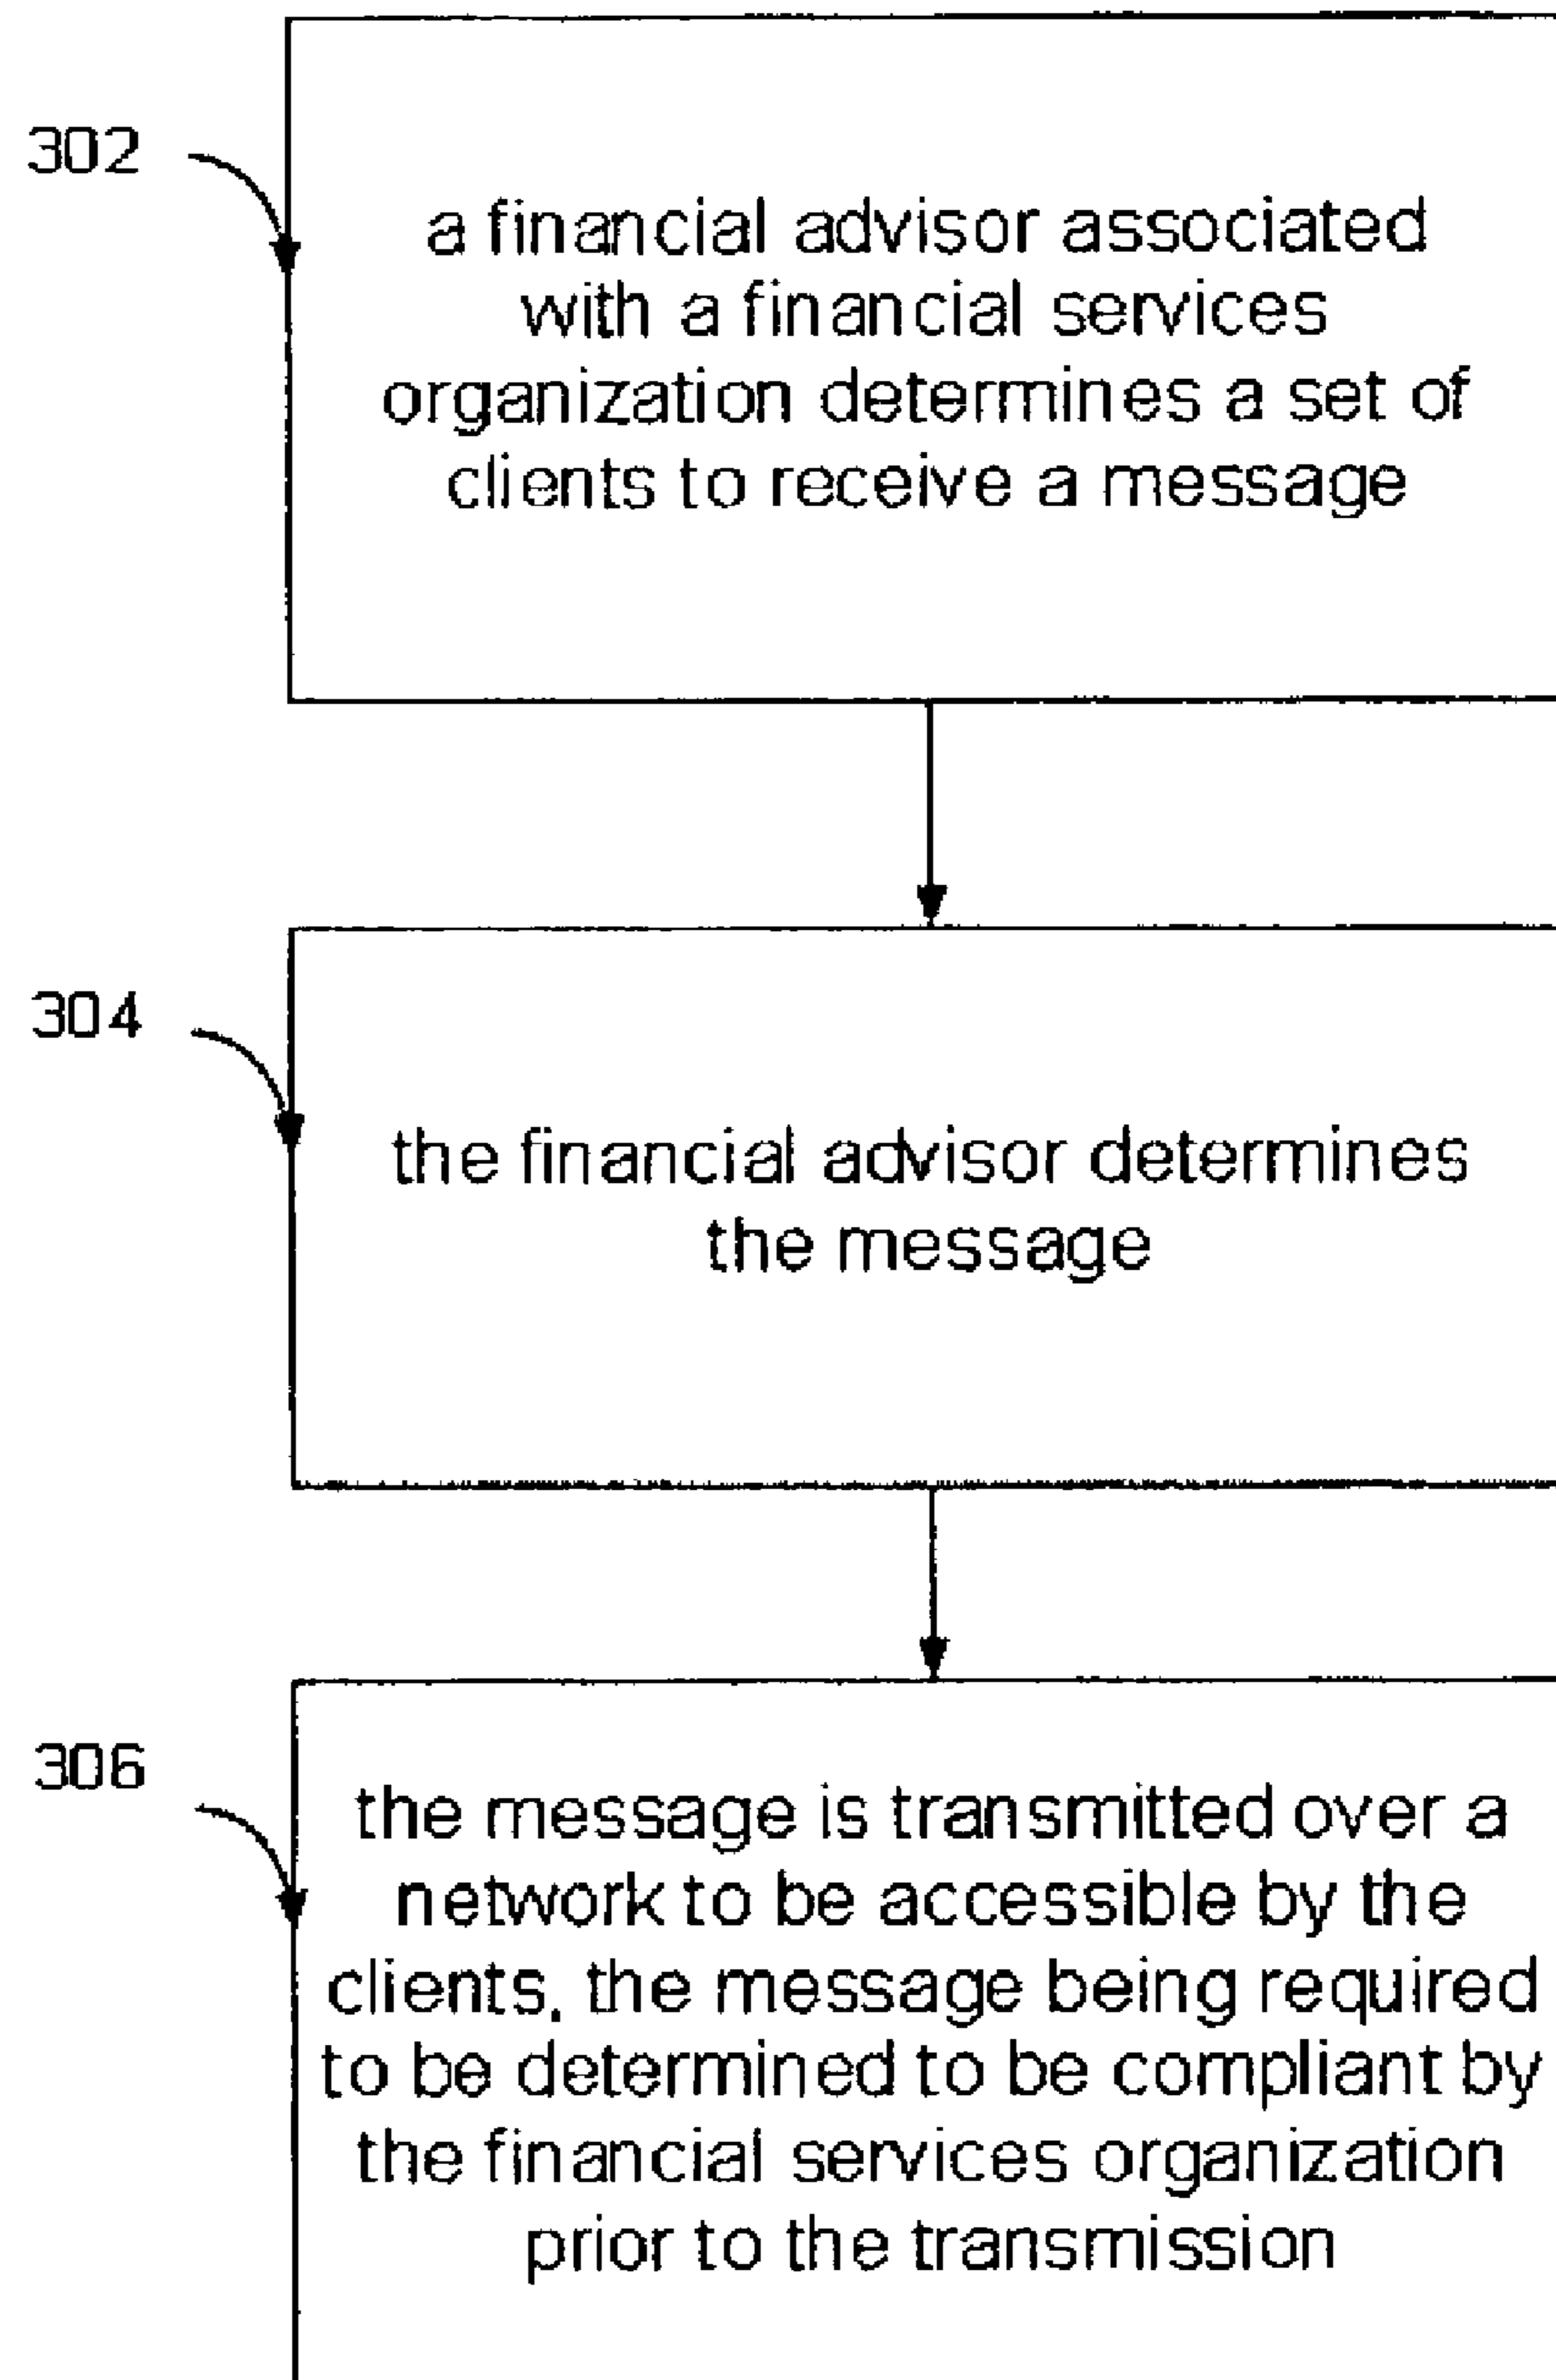 302
a financial advisor associated
with a financial services
organization determines a set of
clients to receive a message
304
the financial advisor determines
the message
306
the message is transmitted over a
network to be accessible by the
clients, the message being required
to be determined to be compliant by
the financial services organization
prior to the transmission